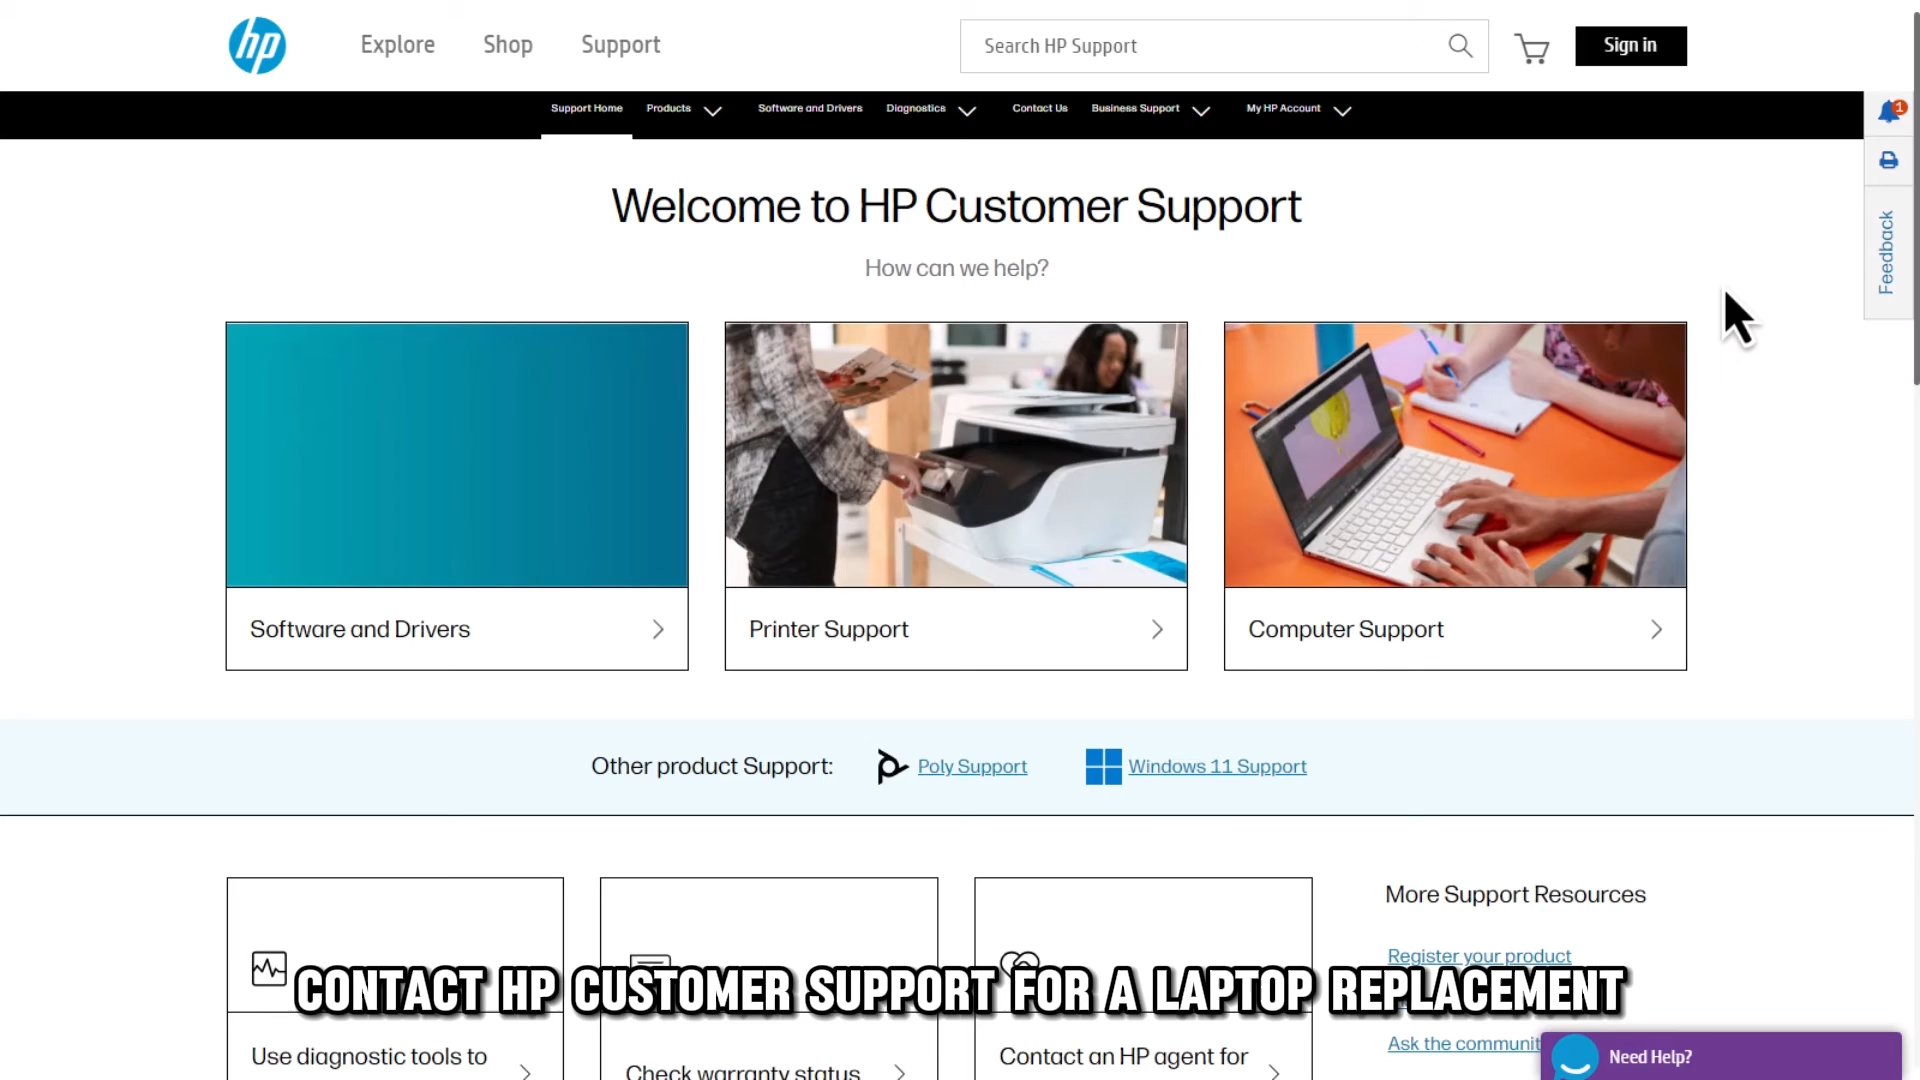 hp
Explore
Shop
Support
Search HP Support
Sign in
Support Home
Products
Software and Drivers
Diagnostics
Contact Us
Business Support
My HP Account
1
Feedback
Welcome to HP Customer Support
How can we help?
Software and Drivers
Printer Support
Computer Support
Other product Support:
Poly Support
Windows 11 Support
More Support Resources
Register your product
CONTACT HP CUSTOMER SUPPORT FOR A LAPTOP REPLACEMENT
Use diagnostic tools to
Check warranty status
Contact an HP agent for
Ask the communit
Need Help?